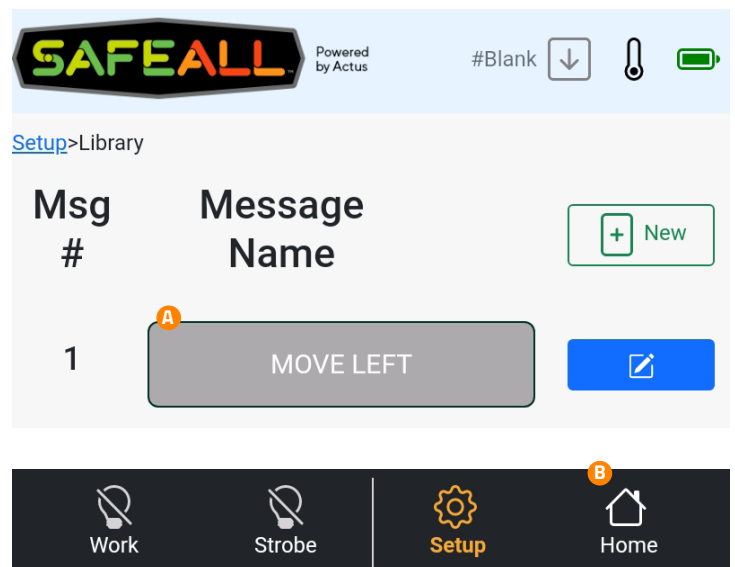 SAFEALL
Powered
by Actus
#Blank
Setup>Library
Msg
#
Message
Name
+ New
A
1
MOVE LEFT
B
Work
Strobe
Setup
Home